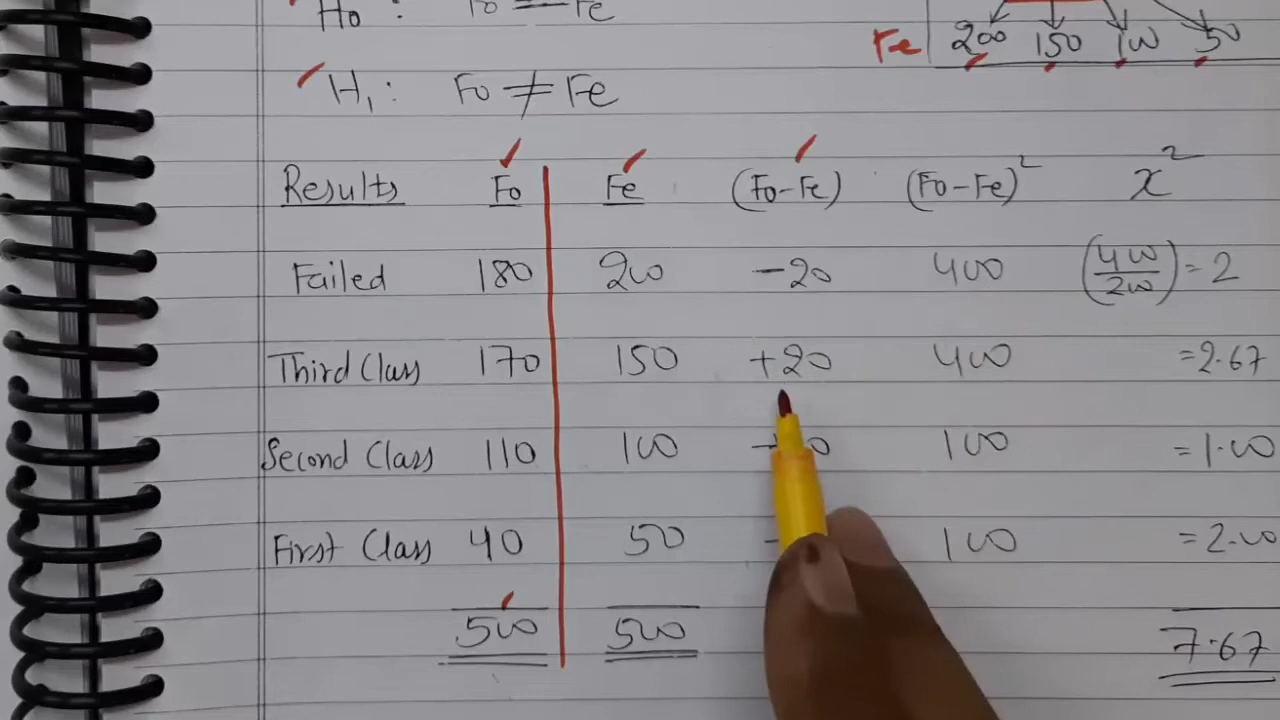 Ho : Fo = Fe
Fe 200 150 100 50
H1 : Fo ≠ Fe
Results Fo Fe (Fo-Fe) (Fo-Fe)² x²
Failed 180 200 -20 400 (400/200) = 2
Third Class 170 150 +20 400 = 2.67
Second Class 110 100 100 = 1.00
First Class 40 50 100 = 2.00
500 500 7.67